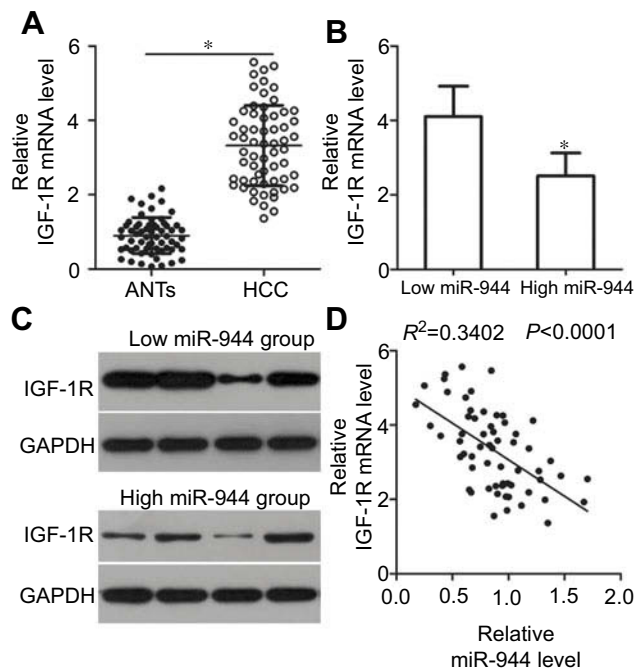 A
Relative
IGF-1R mRNA level
6
4
2
0
*
ANTs
HCC
B
Relative
IGF-1R mRNA level
6
4
2
0
*
Low miR-944
High miR-944
C
Low miR-944 group
IGF-1R
GAPDH
High miR-944 group
IGF-1R
GAPDH
D
R²=0.3402 P<0.0001
Relative
IGF-1R mRNA level
6
4
2
0
0.0 0.5 1.0 1.5 2.0
Relative
miR-944 level